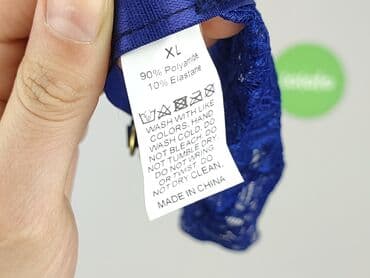 XL
90% Polyamide
10% Elastane
WASH WITH LIKE
COLORS. HAND
WASH COLD. DO
NOT BLEACH. DO
NOT TUMBLE DRY
DO NOT WRING
OR TWIST. DO
NOT DRY CLEAN.
MADE IN CHINA